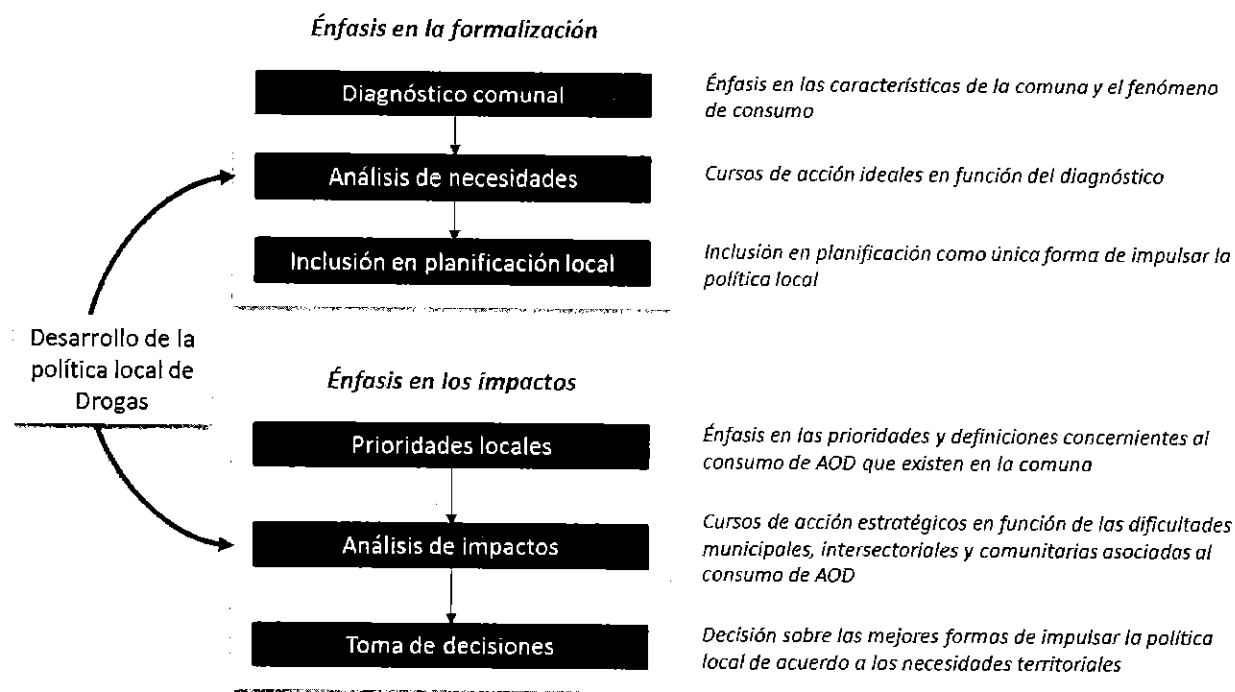 Énfasis en la formalización
Diagnóstico comunal
Énfasis en las características de la comuna y el fenómeno
de consumo
Análisis de necesidades
Cursos de acción ideales en función del diagnóstico
Inclusión en planificación local
Inclusión en planificación como única forma de impulsar la
política local
Desarrollo de la
política local de
Drogas
Énfasis en los impactos
Prioridades locales
Énfasis en las prioridades y definiciones concernientes al
consumo de AOD que existen en la comuna
Análisis de impactos
Cursos de acción estratégicos en función de las dificultades
municipales, intersectoriales y comunitarias asociadas al
consumo de AOD
Toma de decisiones
Decisión sobre las mejores formas de impulsar la política
local de acuerdo a las necesidades territoriales